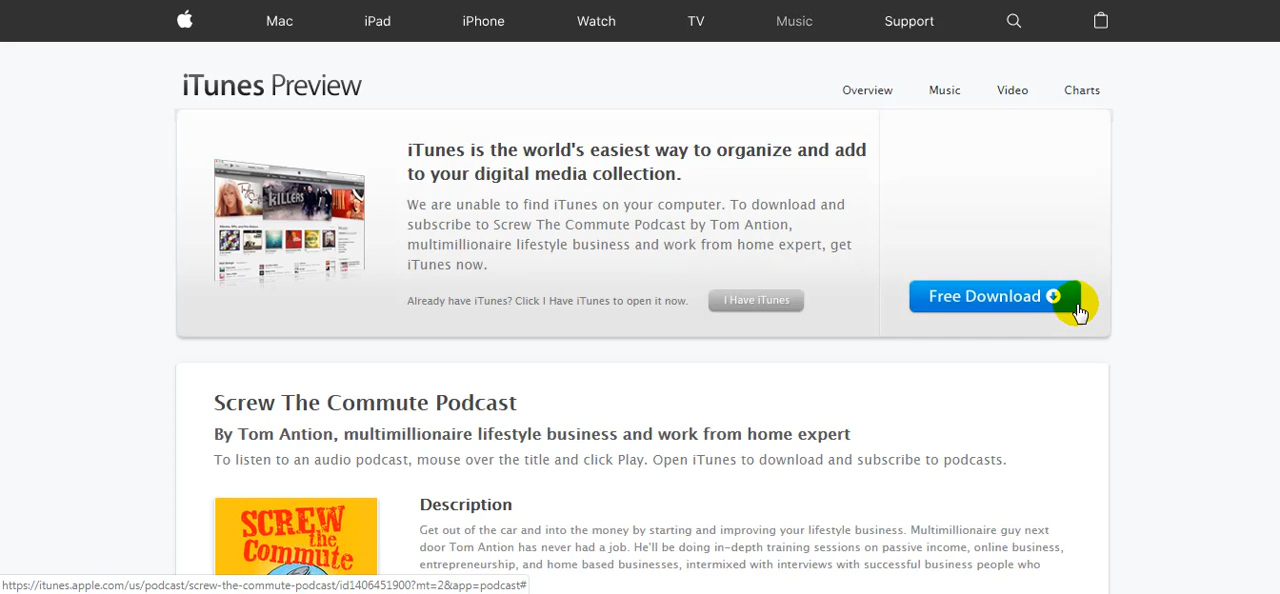 Mac iPad iPhone Watch TV Music Support
iTunes Preview
Overview Music Video Charts
iTunes is the world's easiest way to organize and add
to your digital media collection.
We are unable to find iTunes on your computer. To download and
subscribe to Screw The Commute Podcast by Tom Antion,
multimillionaire lifestyle business and work from home expert, get
iTunes now.
Already have iTunes? Click I Have iTunes to open it now.
I Have iTunes
Free Download
KILLERS
Screw The Commute Podcast
By Tom Antion, multimillionaire lifestyle business and work from home expert
To listen to an audio podcast, mouse over the title and click Play. Open iTunes to download and subscribe to podcasts.
SCREW
the
Commute
Description
Get out of the car and into the money by starting and improving your lifestyle business. Multimillionaire guy next
door Tom Antion has never had a job. He'll be doing in-depth training sessions on passive income, online business,
entrepreneurship, and home based businesses, intermixed with interviews with successful business people who
https://itunes.apple.com/us/podcast/screw-the-commute-podcast/id1406451900?mt=2&app=podcast#